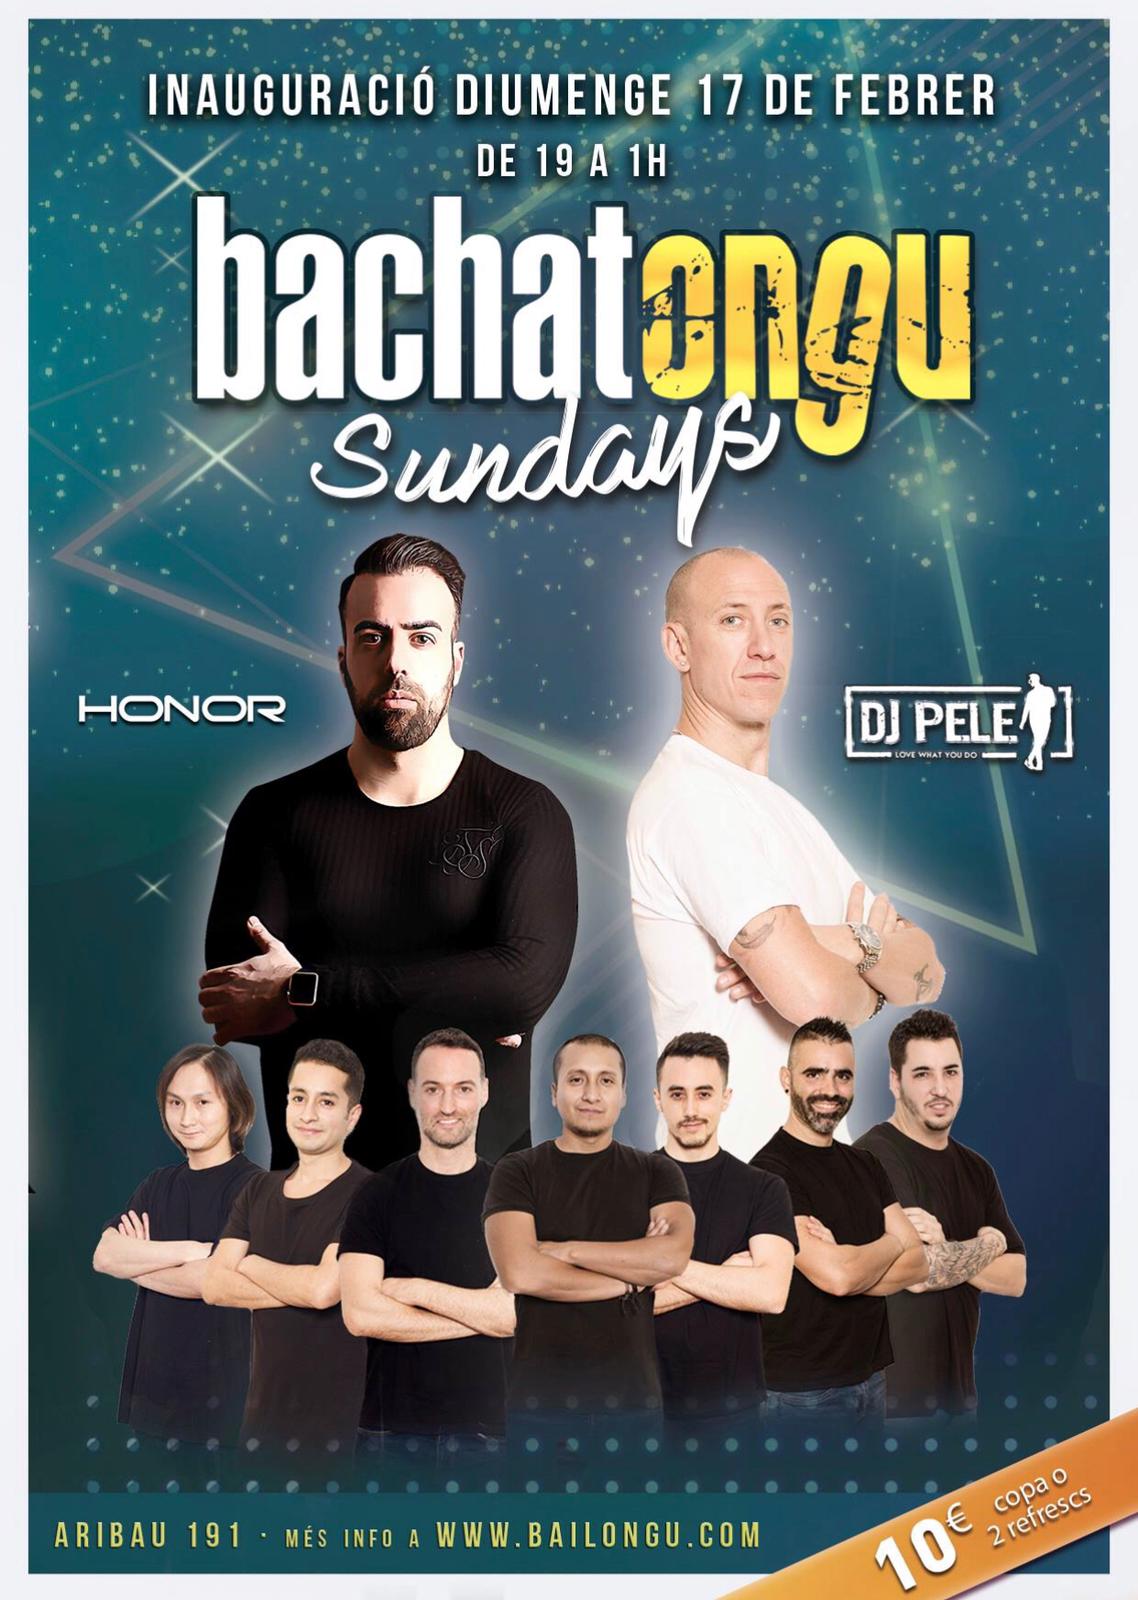 INAUGURACIÓ DIUMENGE 17 DE FEBRER
DE 19 A 1H
bachatongu
Sundays
HONOR
DJ PELE
LOVE WHAT YOU DO
ARIBAU 191 · MÉS INFO A WWW.BAILONGU.COM
10€ copa o
2 refrescs